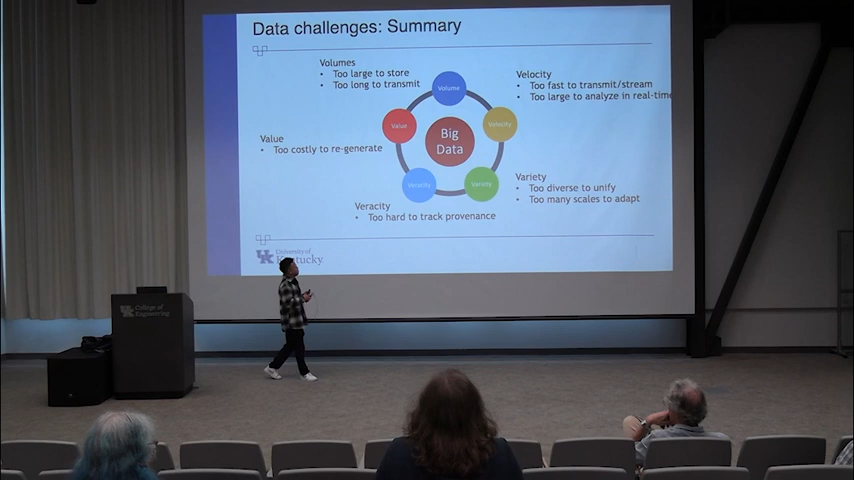 Data challenges: Summary
Volumes
• Too large to store
• Too long to transmit
Velocity
• Too fast to transmit/stream
• Too large to analyze in real-time
Value
• Too costly to re-generate
Variety
• Too diverse to unify
• Too many scales to adapt
Veracity
• Too hard to track provenance
Volume
Velocity
Variety
Veracity
Value
Big
Data
University of
Kentucky
UK College of
Engineering